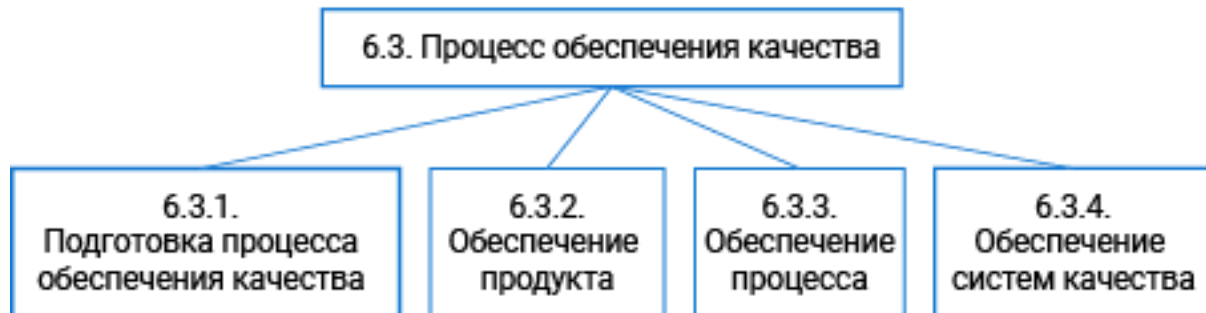 6.3. Процесс обеспечения качества
6.3.1.
Подготовка процесса
обеспечения качества
6.3.2.
Обеспечение
продукта
6.3.3.
Обеспечение
процесса
6.3.4.
Обеспечение
систем качества